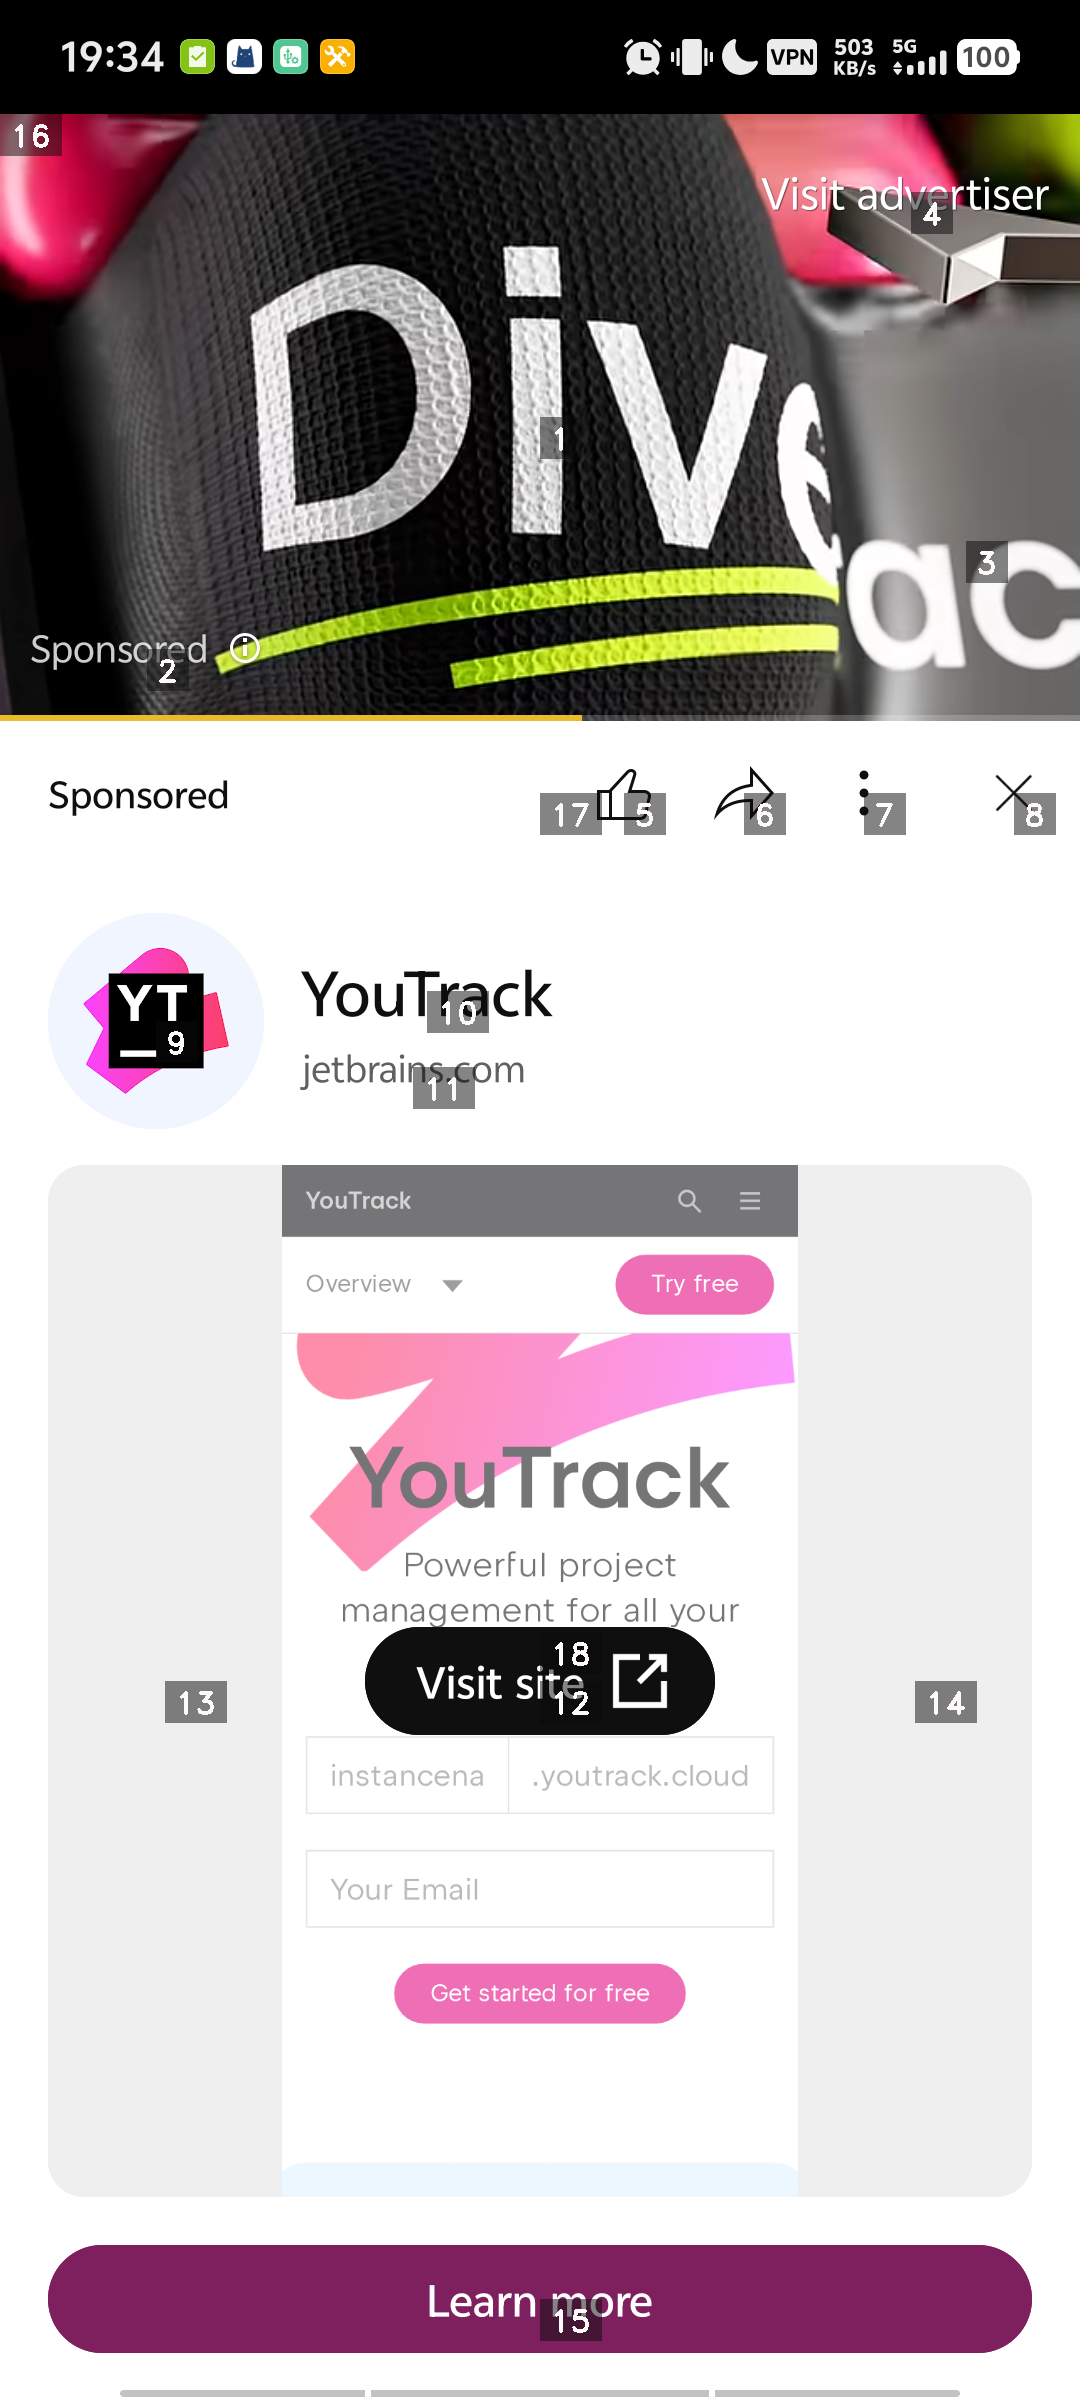 19:34
VPN
503
KB/s
5G
100
16
Visit advertiser
4
Dive
1
3
ac
Sponsored
2
Sponsored
17
5
6
7
8
YT
9
YouTrack
10
jetbrains.com
11
YouTrack
Overview
Try free
YouTrack
Powerful project
management for all your
18
Visit site
12
13
14
instancena
.youtrack.cloud
Your Email
Get started for free
Learn more
15